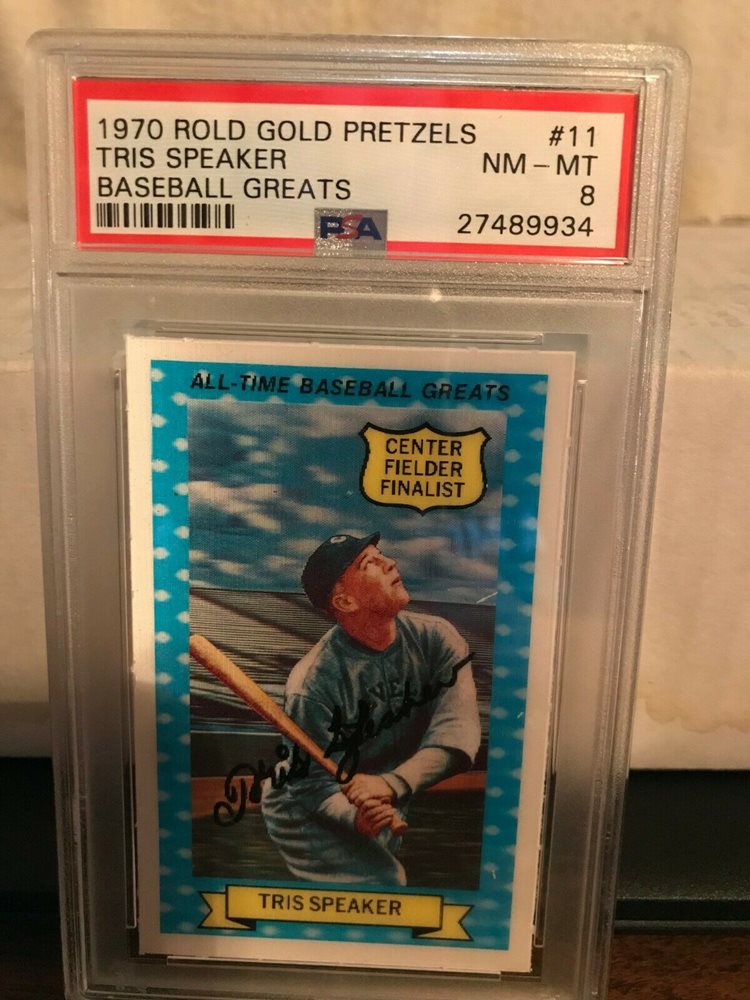 1970 ROLD GOLD PRETZELS #11
TRIS SPEAKER NM-MT
BASEBALL GREATS 8
PSA 27489934
ALL-TIME BASEBALL GREATS
CENTER
FIELDER
FINALIST
Tris Speaker
TRIS SPEAKER